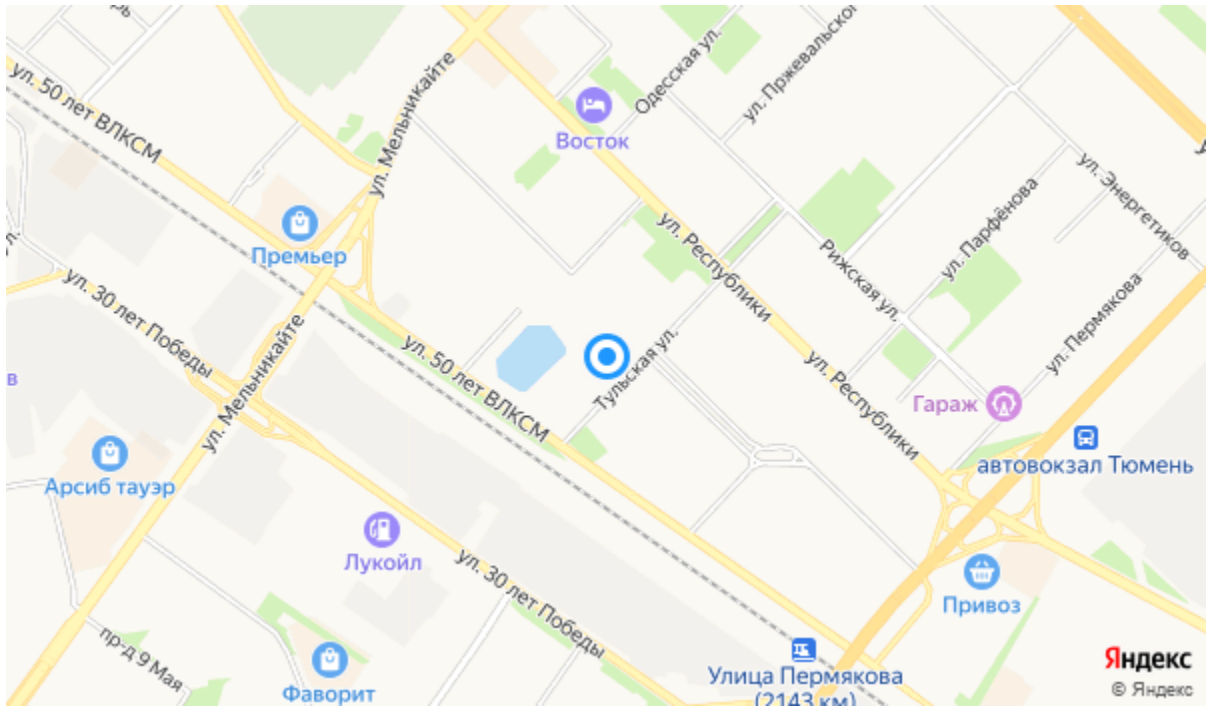 ул. 50 лет ВЛКСМ
ул. Мельникайте
Одесская ул.
ул. Пржевальского
Восток
ул. Энергетиков
ул. Парфёнова
Премьер
ул. Республики
Рижская ул.
ул. Пермякова
ул. 30 лет Победы
ул. Мельникайте
ул. 50 лет ВЛКСМ
Тульская ул.
ул. Республики
Гараж
в
автовокзал Тюмень
Арсиб тауэр
Лукойл
ул. 30 лет Победы
Привоз
пр-д 9 Мая
Фаворит
Улица Пермякова
(2143 км)
Яндекс
© Яндекс